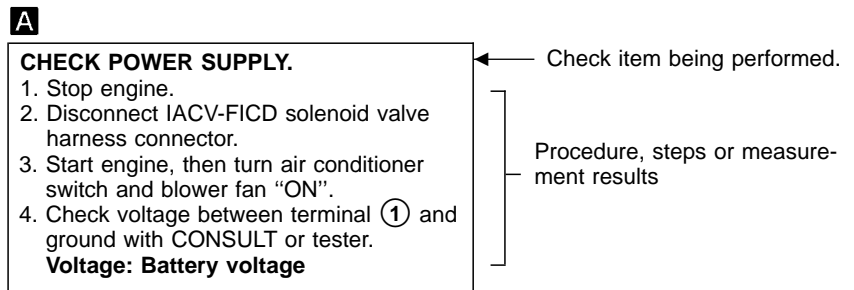 A
CHECK POWER SUPPLY.
1. Stop engine.
2. Disconnect IACV-FICD solenoid valve
harness connector.
3. Start engine, then turn air conditioner
switch and blower fan “ON”.
4. Check voltage between terminal ① and
ground with CONSULT or tester.
Voltage: Battery voltage
Check item being performed.
Procedure, steps or measure-
ment results